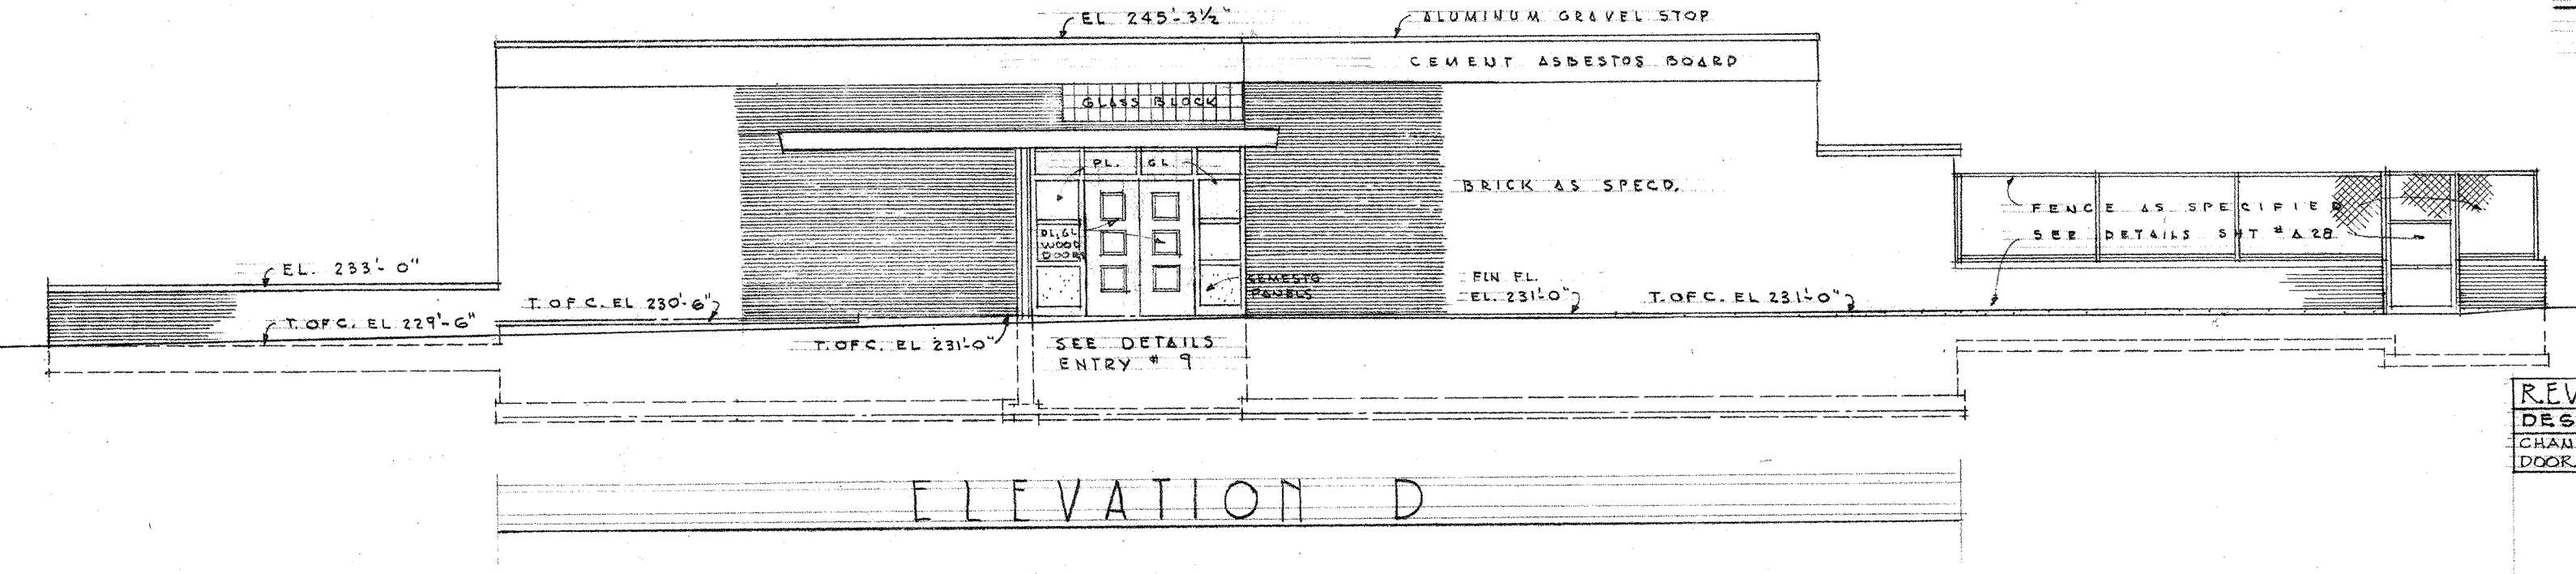 EL 245'-3½"
ALUMINUM GRAVEL STOP
CEMENT ASBESTOS BOARD
GLASS BLOCK
PL. GL.
BRICK AS SPECD.
FENCE AS SPECIFIED
SEE DETAILS SHT # A 28
PL. GL.
WOOD
DOORS
CEMESTO
PANELS
FIN FL.
EL. 231'-0"
T. OF C. EL 231'-0"
EL. 233'-0"
T. OF C. EL 230'-6"
T. OF C. EL 229'-6"
T. OF C. EL 231'-0"
SEE DETAILS
ENTRY # 9
REV
DES
CHAN
DOOR
ELEVATION D